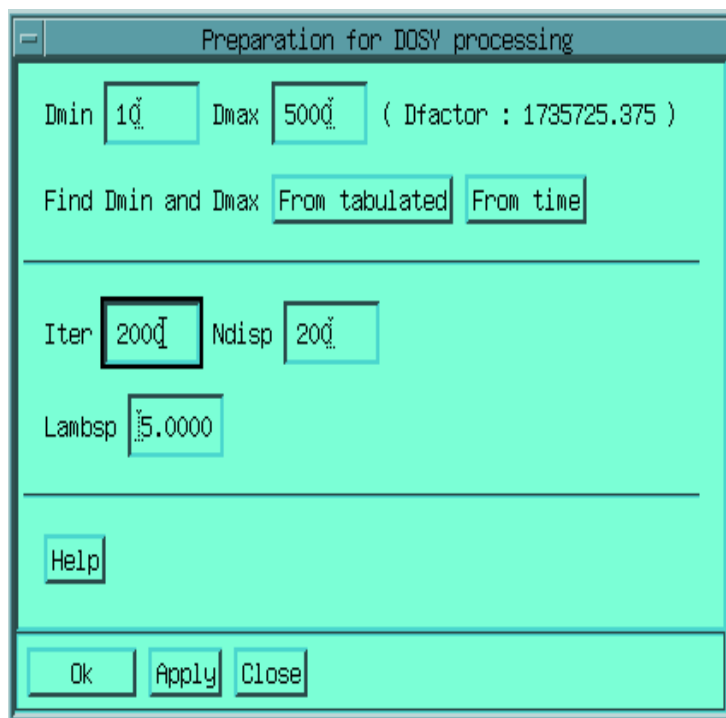 Preparation for DOSY processing
Dmin 10 Dmax 5000 ( Dfactor : 1735725.375 )
Find Dmin and Dmax From tabulated From time
Iter 2000 Ndisp 200
Lambsp 5.0000
Help
Ok Apply Close